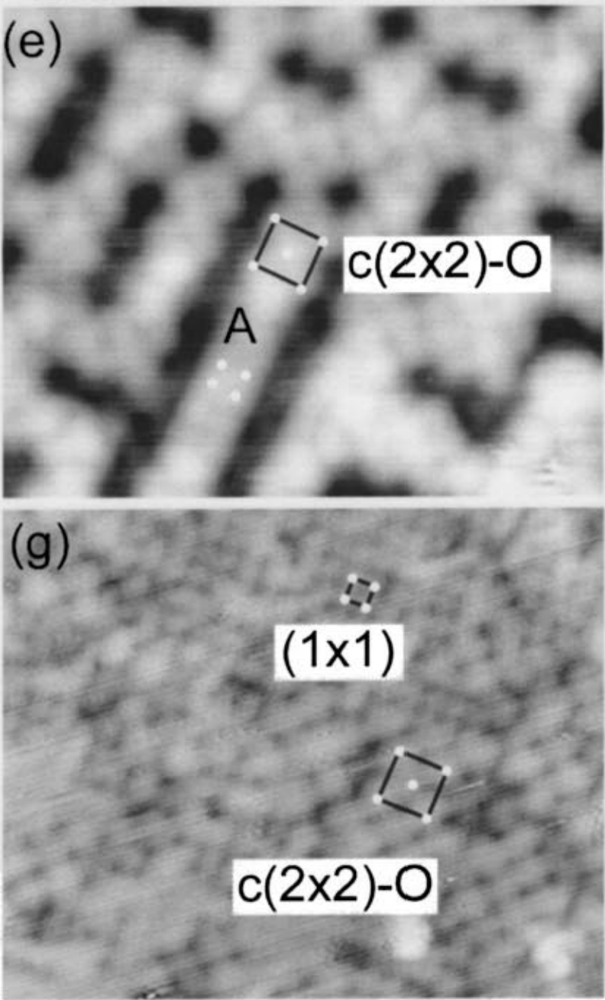 (e)
c(2x2)-O
A
(g)
(1x1)
c(2x2)-O